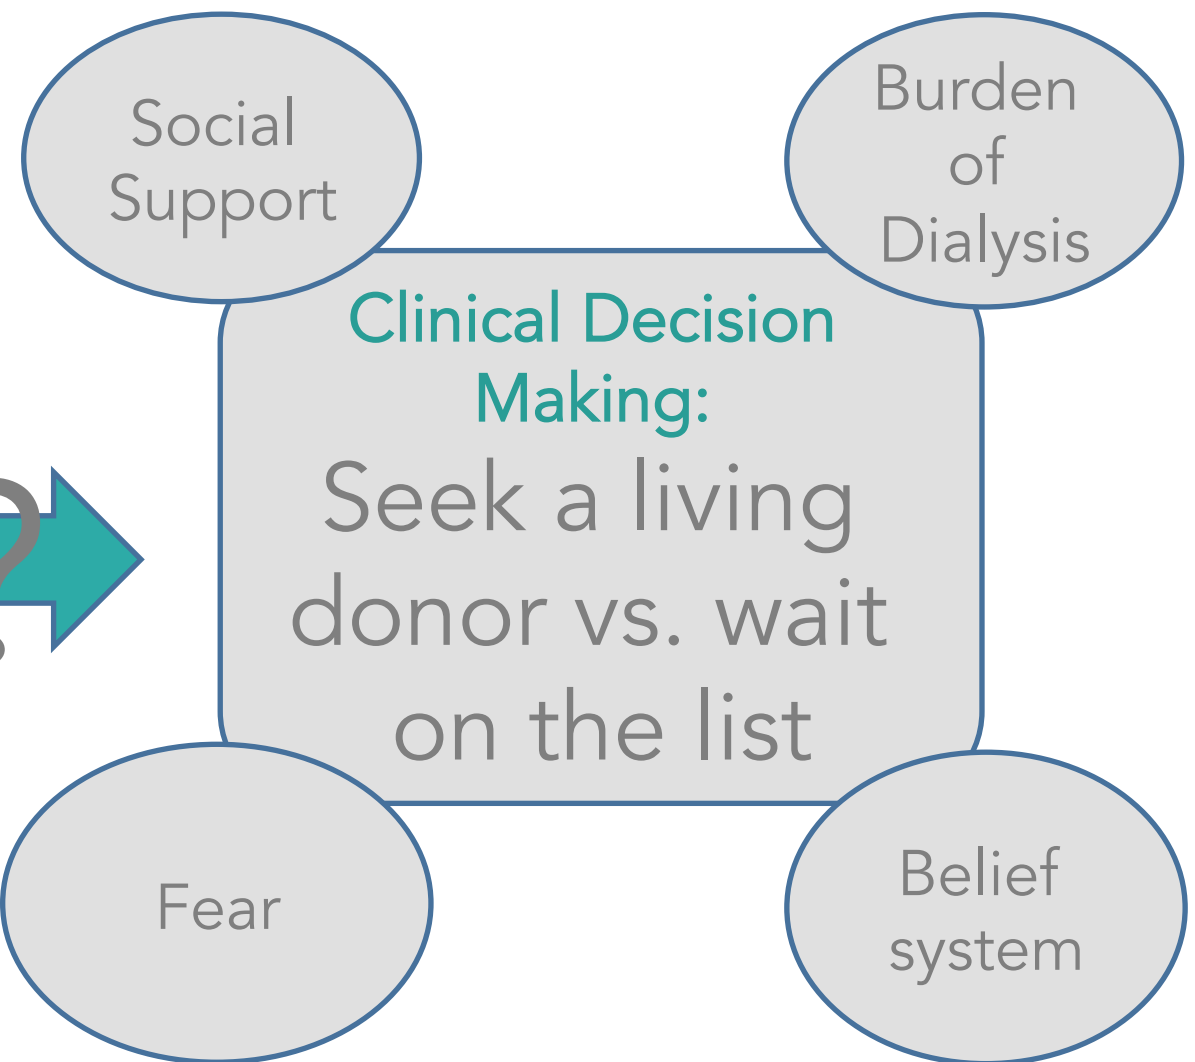 Social
Support
Burden
of
Dialysis
Clinical Decision
Making:
Seek a living
donor vs. wait
on the list
?
Fear
Belief
system